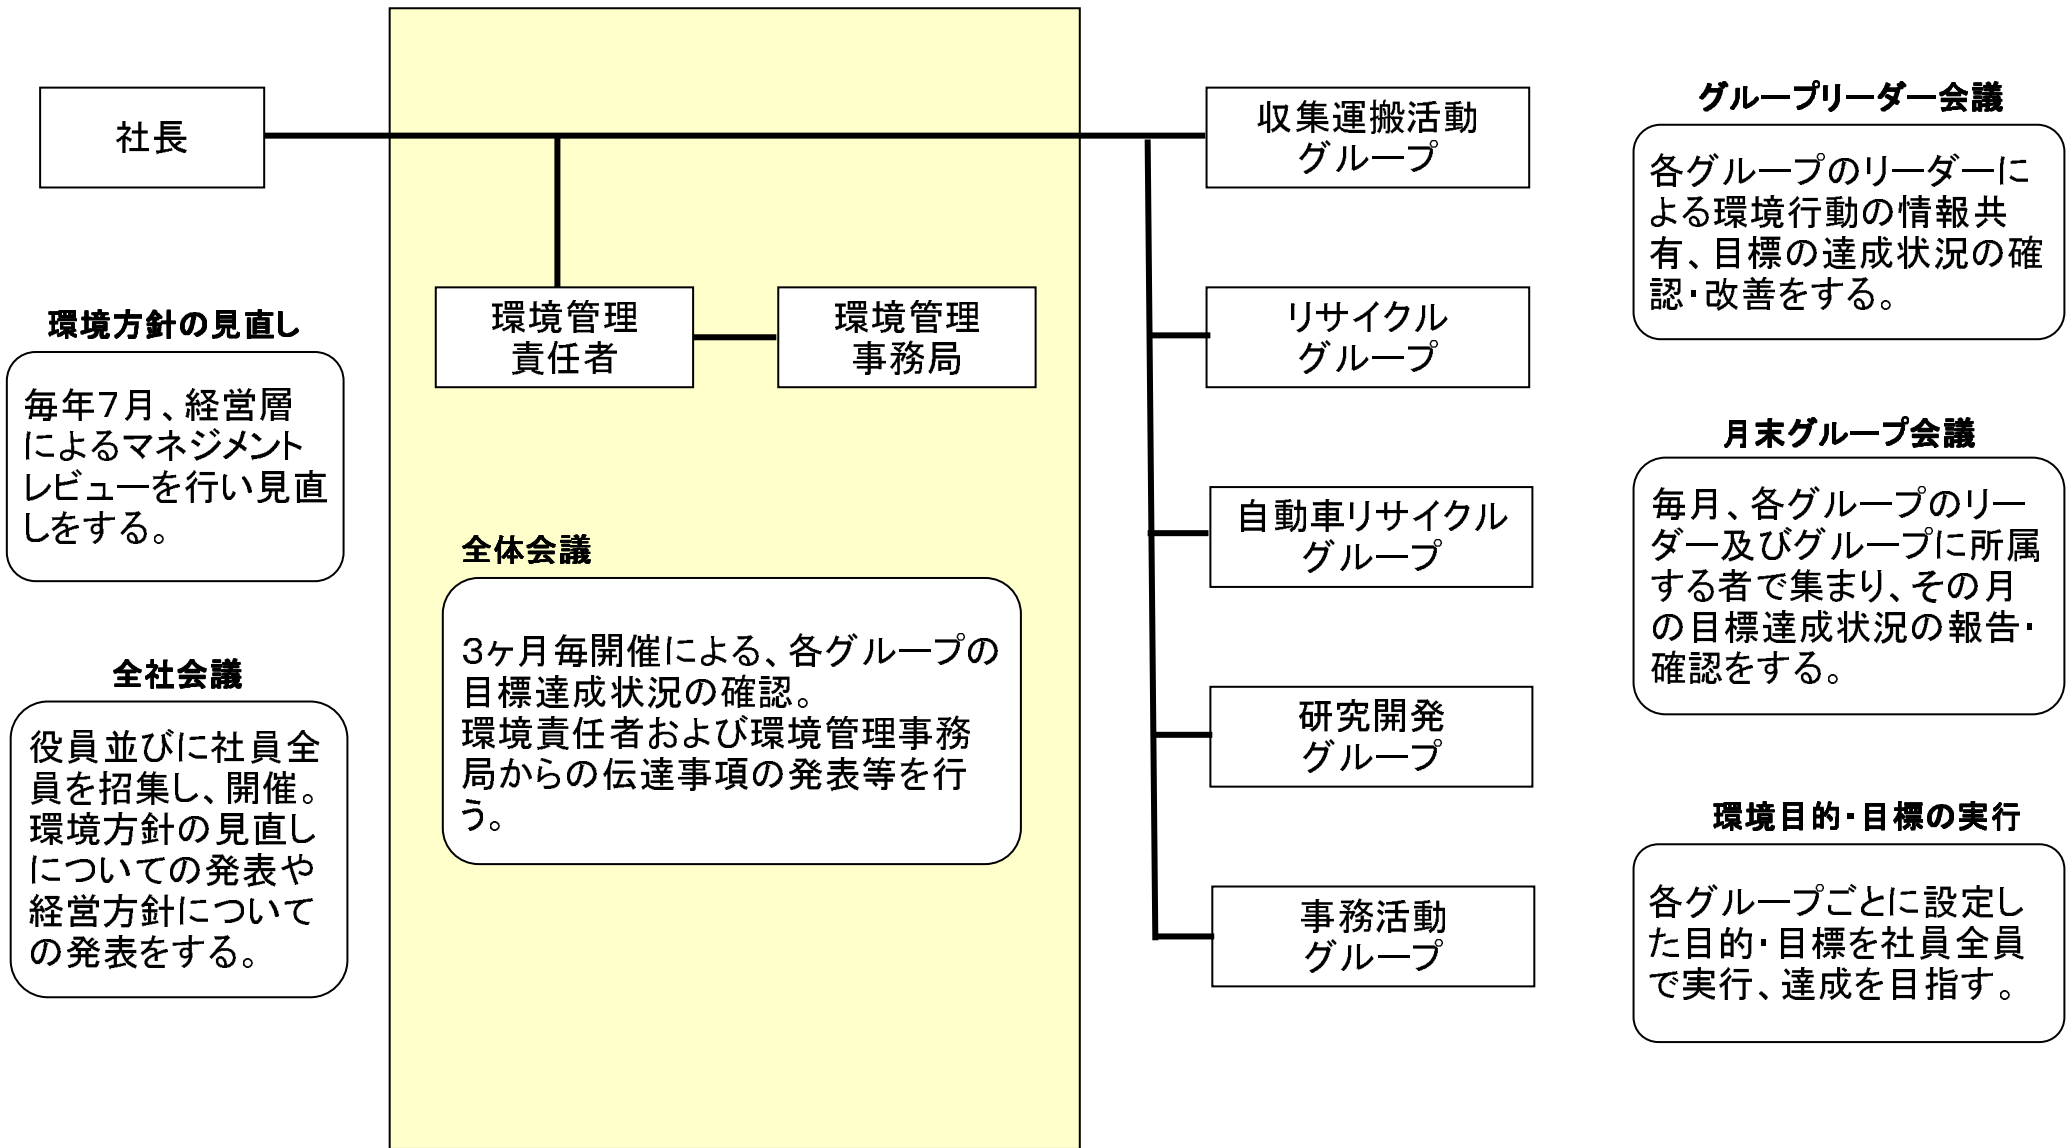 社長
環境方針の見直し
毎年7月、経営層
によるマネジメント
レビューを行い見直
しをする。
全社会議
役員並びに社員全
員を招集し、開催。
環境方針の見直し
についての発表や
経営方針について
の発表をする。
環境管理
責任者
環境管理
事務局
全体会議
3ヶ月毎開催による、各グループの
目標達成状況の確認。
環境責任者および環境管理事務
局からの伝達事項の発表等を行
う。
収集運搬活動
グループ
リサイクル
グループ
自動車リサイクル
グループ
研究開発
グループ
事務活動
グループ
グループリーダー会議
各グループのリーダーに
よる環境行動の情報共
有、目標の達成状況の確
認・改善をする。
月末グループ会議
毎月、各グループのリー
ダー及びグループに所属
する者で集まり、その月
の目標達成状況の報告・
確認をする。
環境目的・目標の実行
各グループごとに設定し
た目的・目標を社員全員
で実行、達成を目指す。